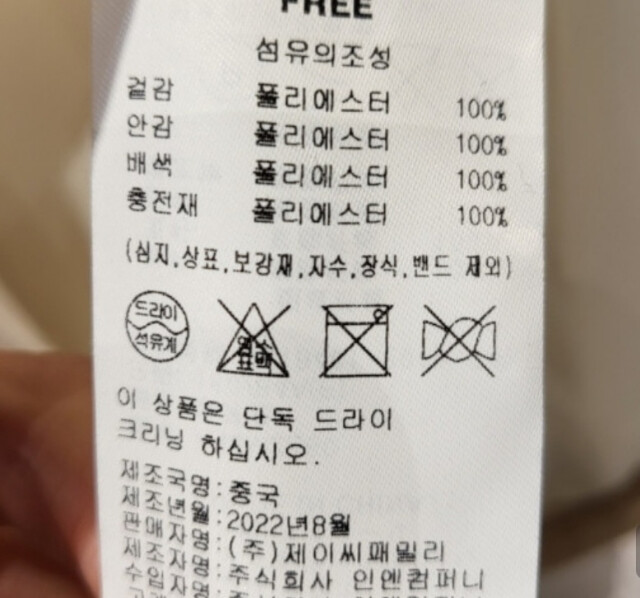 FREE
섬유의조성
겉감 폴리에스터 100%
안감 폴리에스터 100%
배색 폴리에스터 100%
충전재 폴리에스터 100%
(심지,상표,보강재,자수,장식,밴드 제외)
드라이
석유계
염소
표백
이 상품은 단독 드라이
크리닝 하십시오.
제조국명:중국
제조년월:2022년8월
판매자명:(주)제이씨패밀리
제조자명:주식회사 인엔컴퍼니
수입자명: